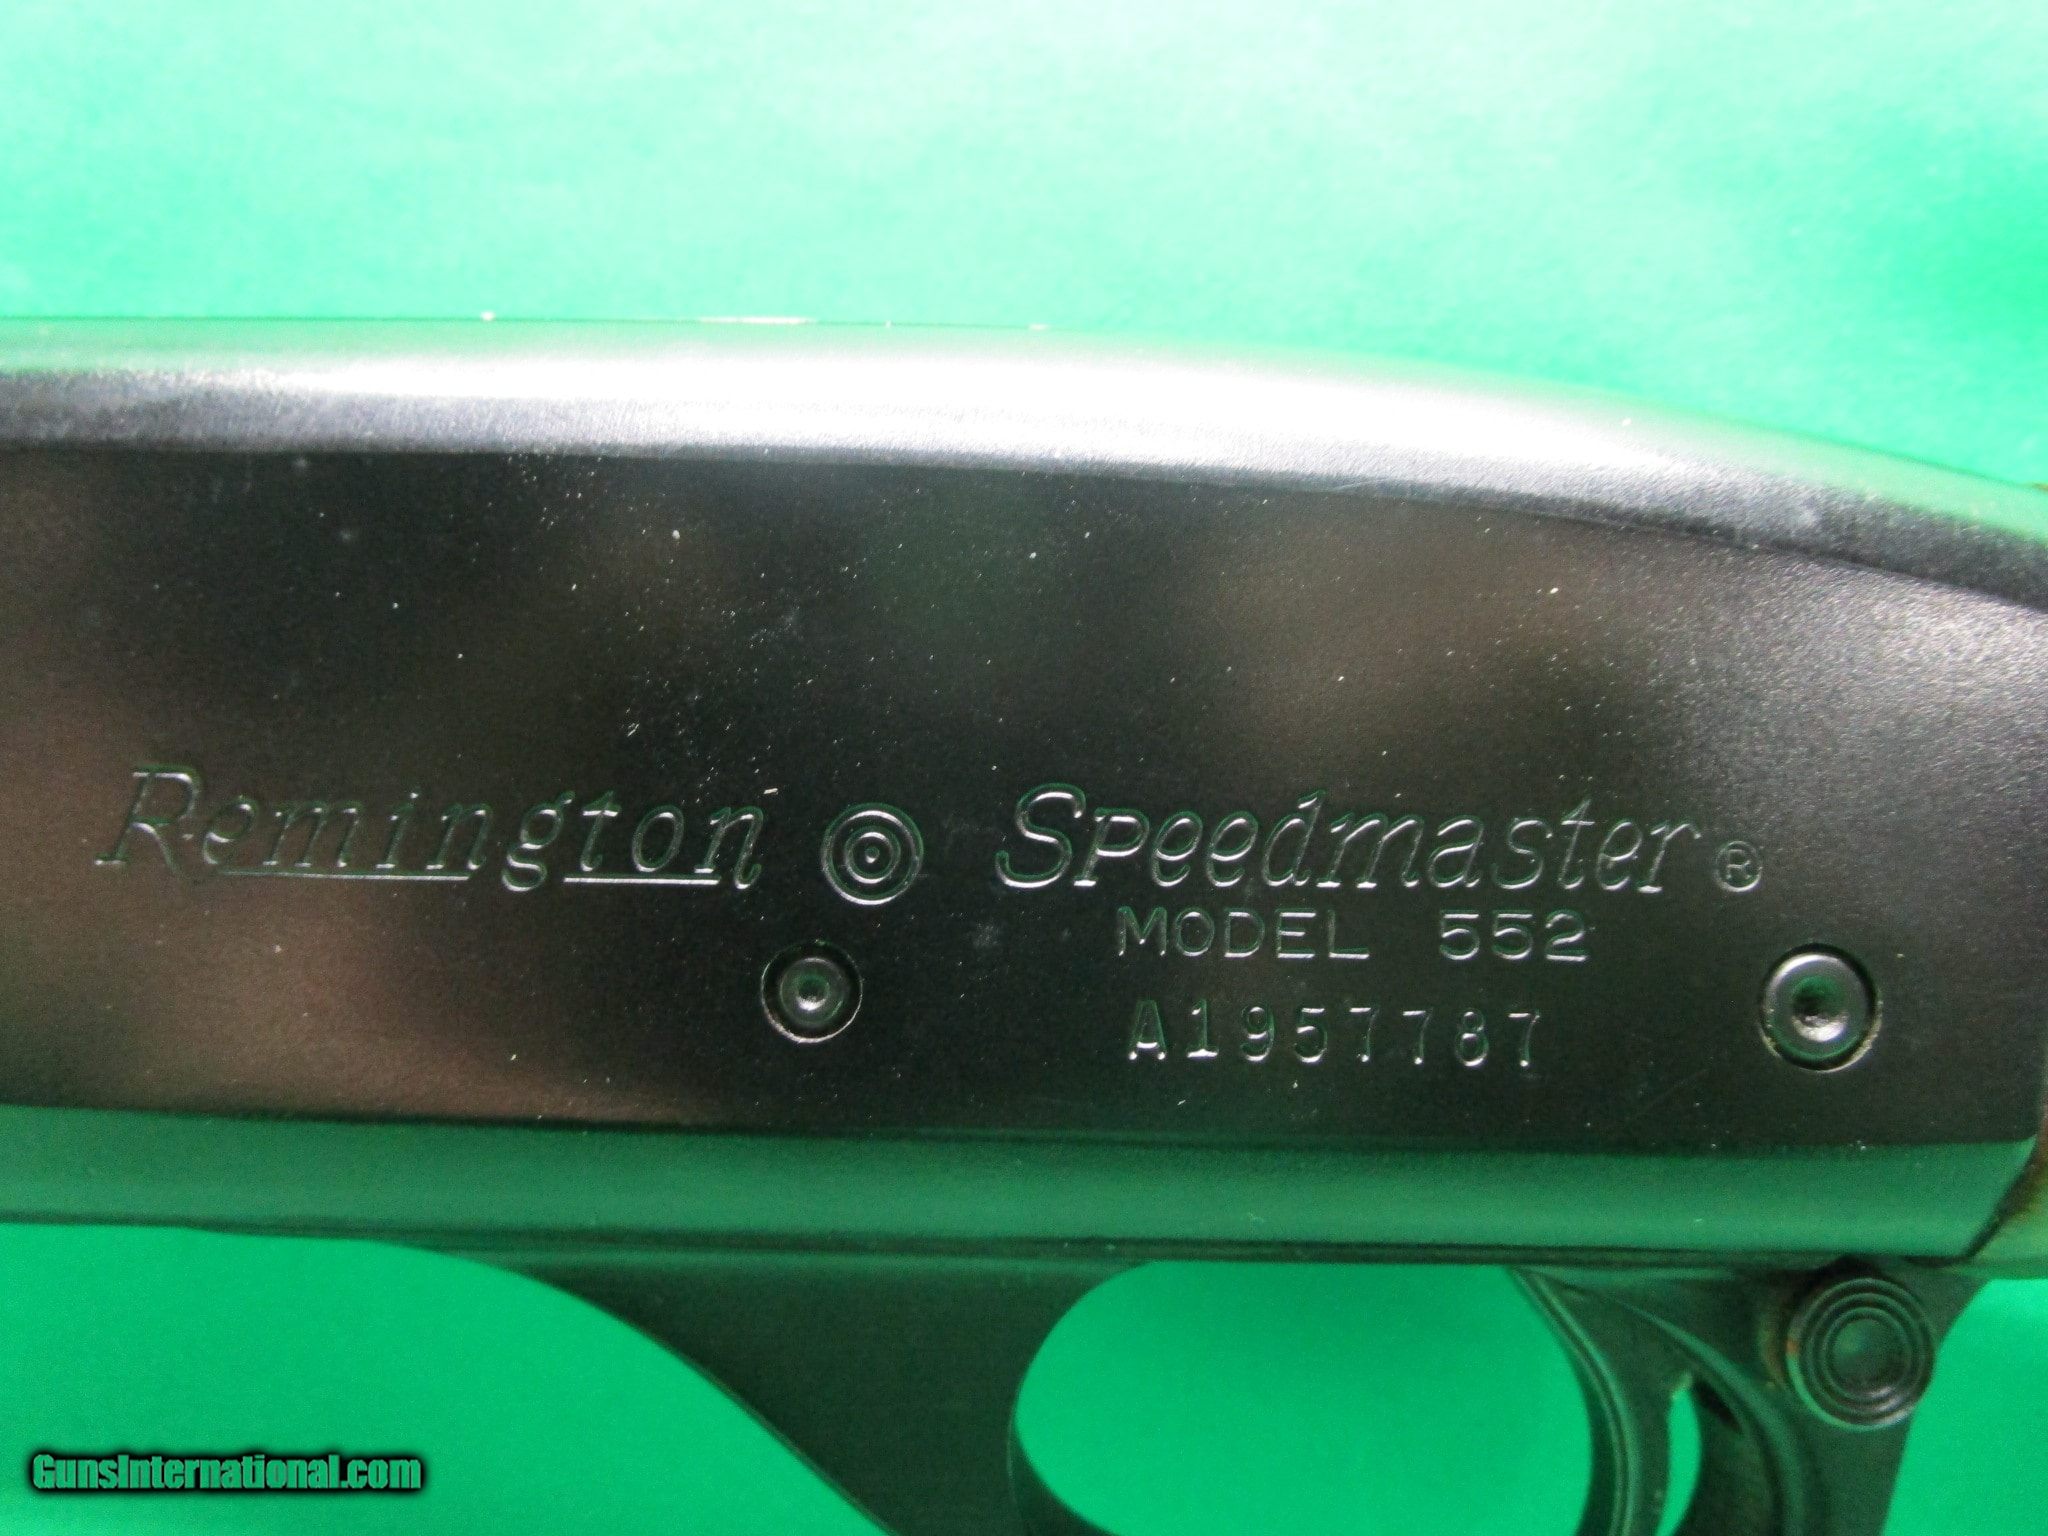 Remington Speedmaster®
MODEL 552
A1957787
GunsInternational.com